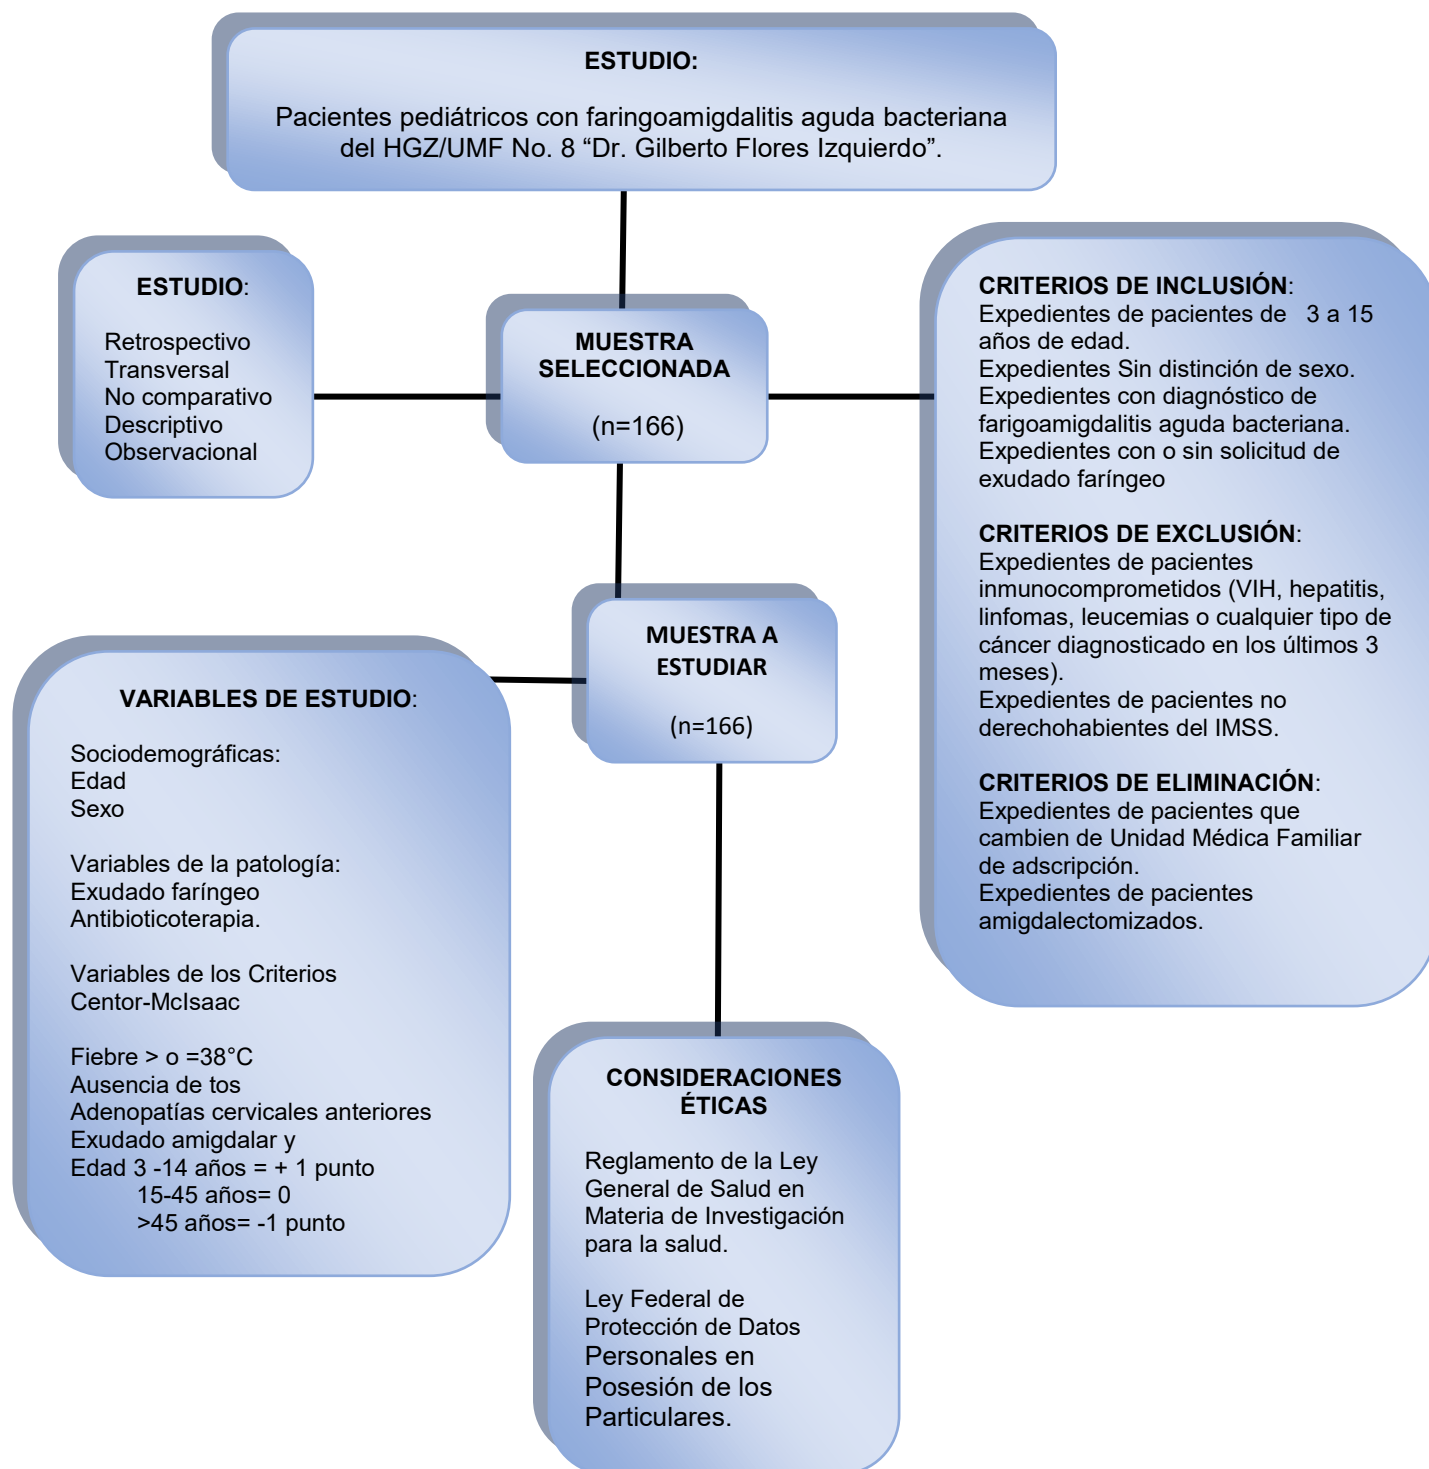 ESTUDIO:
Pacientes pediátricos con faringoamigdalitis aguda bacteriana
del HGZ/UMF No. 8 “Dr. Gilberto Flores Izquierdo”.
ESTUDIO:
Retrospectivo
Transversal
No comparativo
Descriptivo
Observacional
MUESTRA
SELECCIONADA
(n=166)
CRITERIOS DE INCLUSIÓN:
Expedientes de pacientes de 3 a 15
años de edad.
Expedientes Sin distinción de sexo.
Expedientes con diagnóstico de
farigoamigdalitis aguda bacteriana.
Expedientes con o sin solicitud de
exudado faríngeo
CRITERIOS DE EXCLUSIÓN:
Expedientes de pacientes
inmunocomprometidos (VIH, hepatitis,
linfomas, leucemias o cualquier tipo de
cáncer diagnosticado en los últimos 3
meses).
Expedientes de pacientes no
derechohabientes del IMSS.
CRITERIOS DE ELIMINACIÓN:
Expedientes de pacientes que
cambien de Unidad Médica Familiar
de adscripción.
Expedientes de pacientes
amigdalectomizados.
MUESTRA A
ESTUDIAR
(n=166)
VARIABLES DE ESTUDIO:
Sociodemográficas:
Edad
Sexo
Variables de la patología:
Exudado faríngeo
Antibioticoterapia.
Variables de los Criterios
Centor-McIsaac
Fiebre > o =38°C
Ausencia de tos
Adenopatías cervicales anteriores
Exudado amigdalar y
Edad 3 -14 años = + 1 punto
15-45 años= 0
>45 años= -1 punto
CONSIDERACIONES
ÉTICAS
Reglamento de la Ley
General de Salud en
Materia de Investigación
para la salud.
Ley Federal de
Protección de Datos
Personales en
Posesión de los
Particulares.